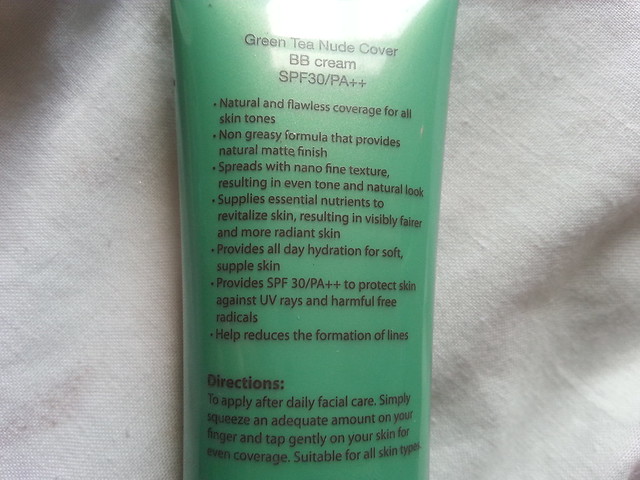 Green Tea Nude Cover
BB cream
SPF30/PA++
• Natural and flawless coverage for all
skin tones
• Non greasy formula that provides
natural matte finish
• Spreads with nano fine texture,
resulting in even tone and natural look
• Supplies essential nutrients to
revitalize skin, resulting in visibly fairer
and more radiant skin
• Provides all day hydration for soft,
supple skin
• Provides SPF 30/PA++ to protect skin
against UV rays and harmful free
radicals
• Help reduces the formation of lines
Directions:
To apply after daily facial care. Simply
squeeze an adequate amount on your
finger and tap gently on your skin for
even coverage. Suitable for all skin types.